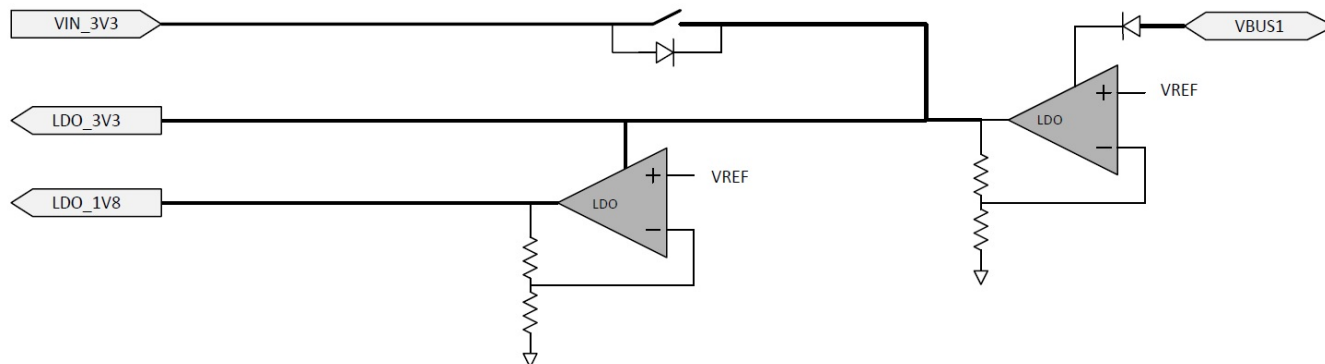 VIN_3V3
VBUS1
VREF
LDO_3V3
LDO
VREF
LDO_1V8
LDO